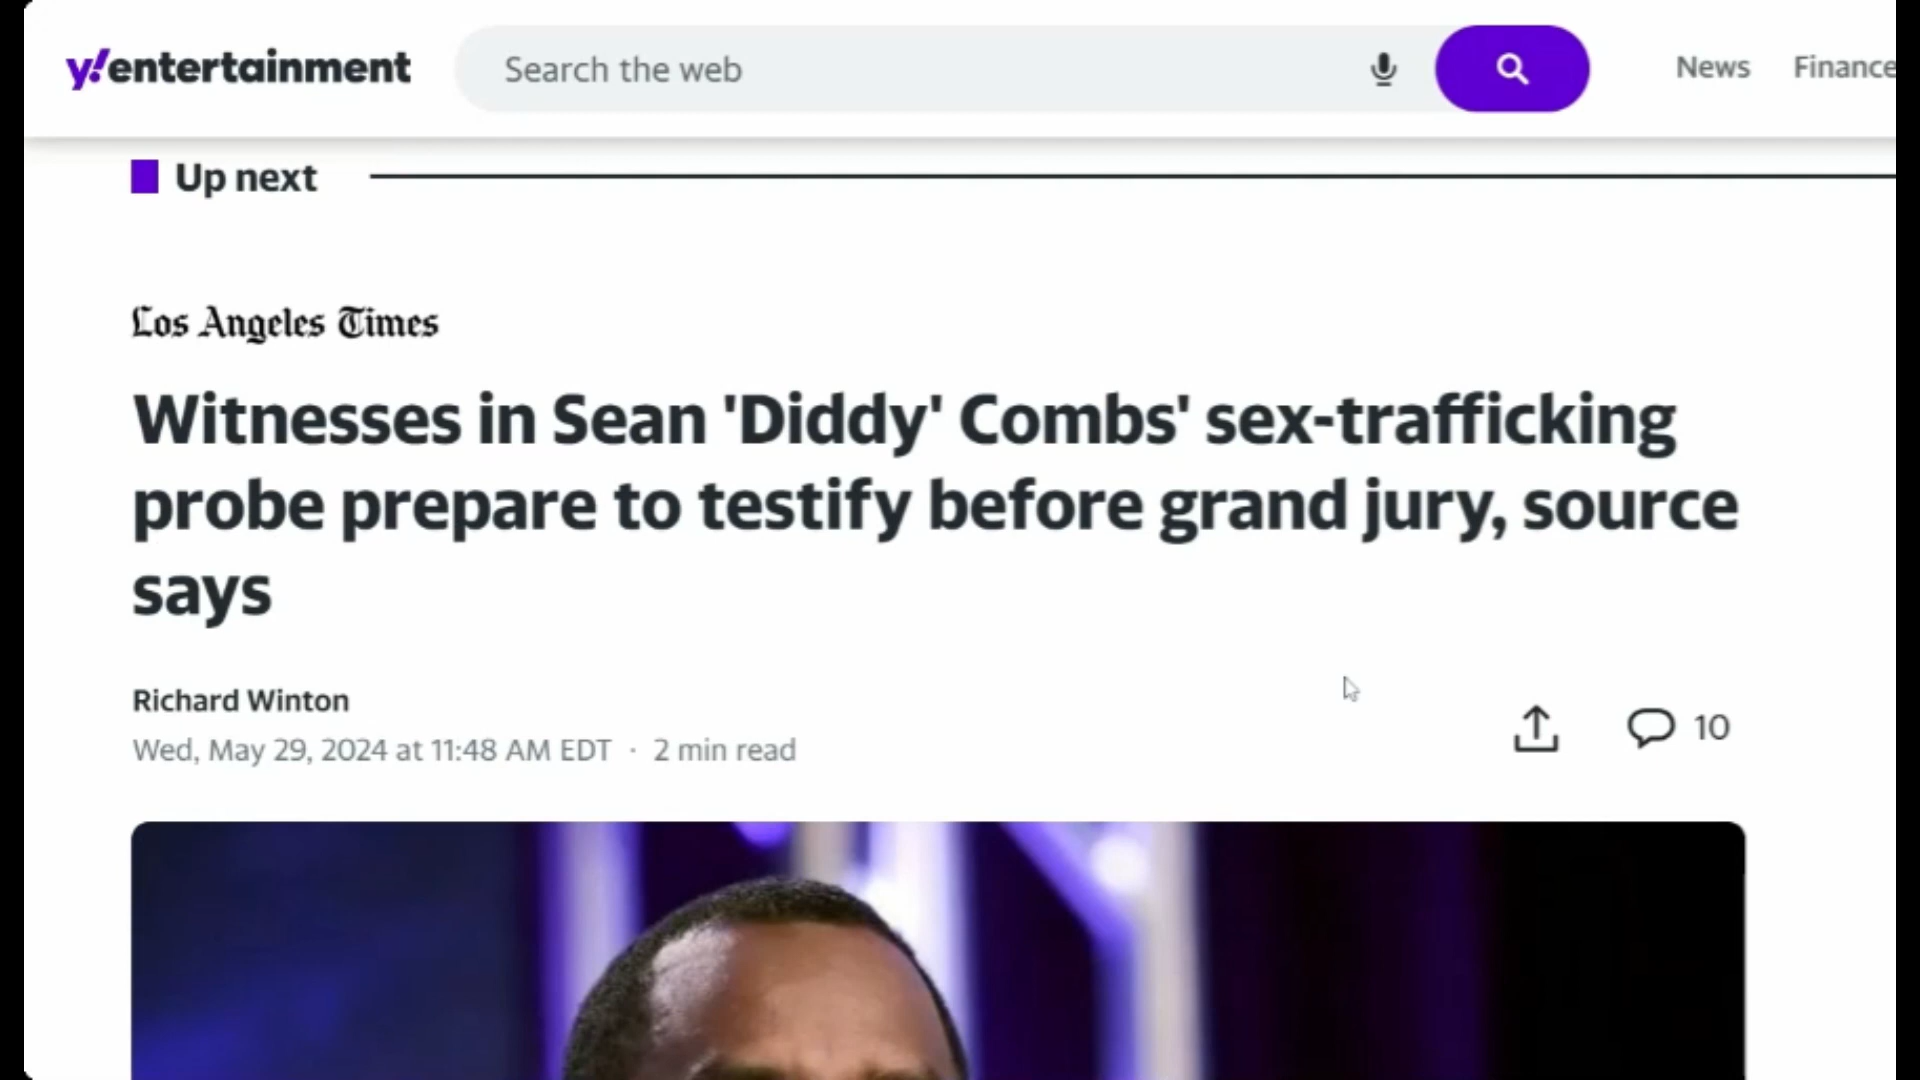 y!entertainment
Search the web
News
Finance
Up next
Los Angeles Times
Witnesses in Sean 'Diddy' Combs' sex-trafficking
probe prepare to testify before grand jury, source
says
Richard Winton
Wed, May 29, 2024 at 11:48 AM EDT · 2 min read
10